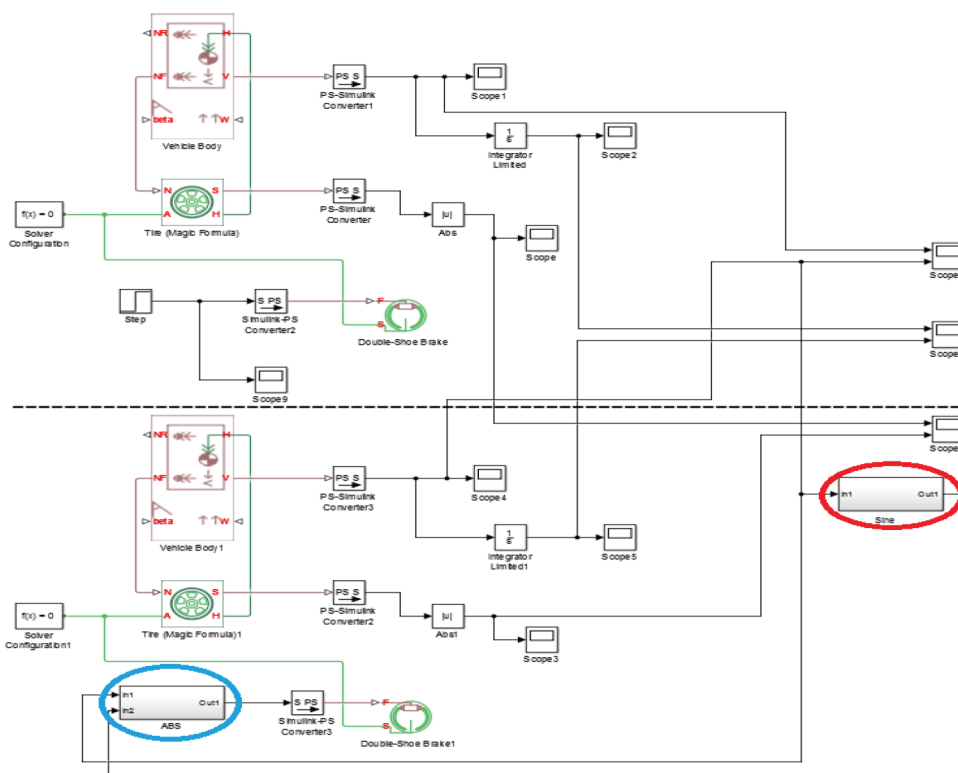 NR
H
NF
V
beta
W
Vehicle Body
PS S
PS-Simulink
Converter1
Scope1
1
s
Integrator
Limited
Scope2
f(x) = 0
Solver
Configuration
N
S
A
H
Tire (Magic Formula)
PS S
PS-Simulink
Converter
|u|
Abs
Scope
Scope
Step
S PS
Simulink-PS
Converter2
F
S
Double-Shoe Brake
Scope
Scope9
NR
H
NF
V
beta
W
Vehicle Body1
PS S
PS-Simulink
Converter3
Scope4
Scope
In1
Out1
Sine
1
s
Integrator
Limited1
Scope5
f(x) = 0
Solver
Configuration1
N
S
A
H
Tire (Magic Formula)1
PS S
PS-Simulink
Converter2
|u|
Abs1
Scope3
In1
In2
Out1
ABS
S PS
Simulink-PS
Converter3
F
S
Double-Shoe Brake1